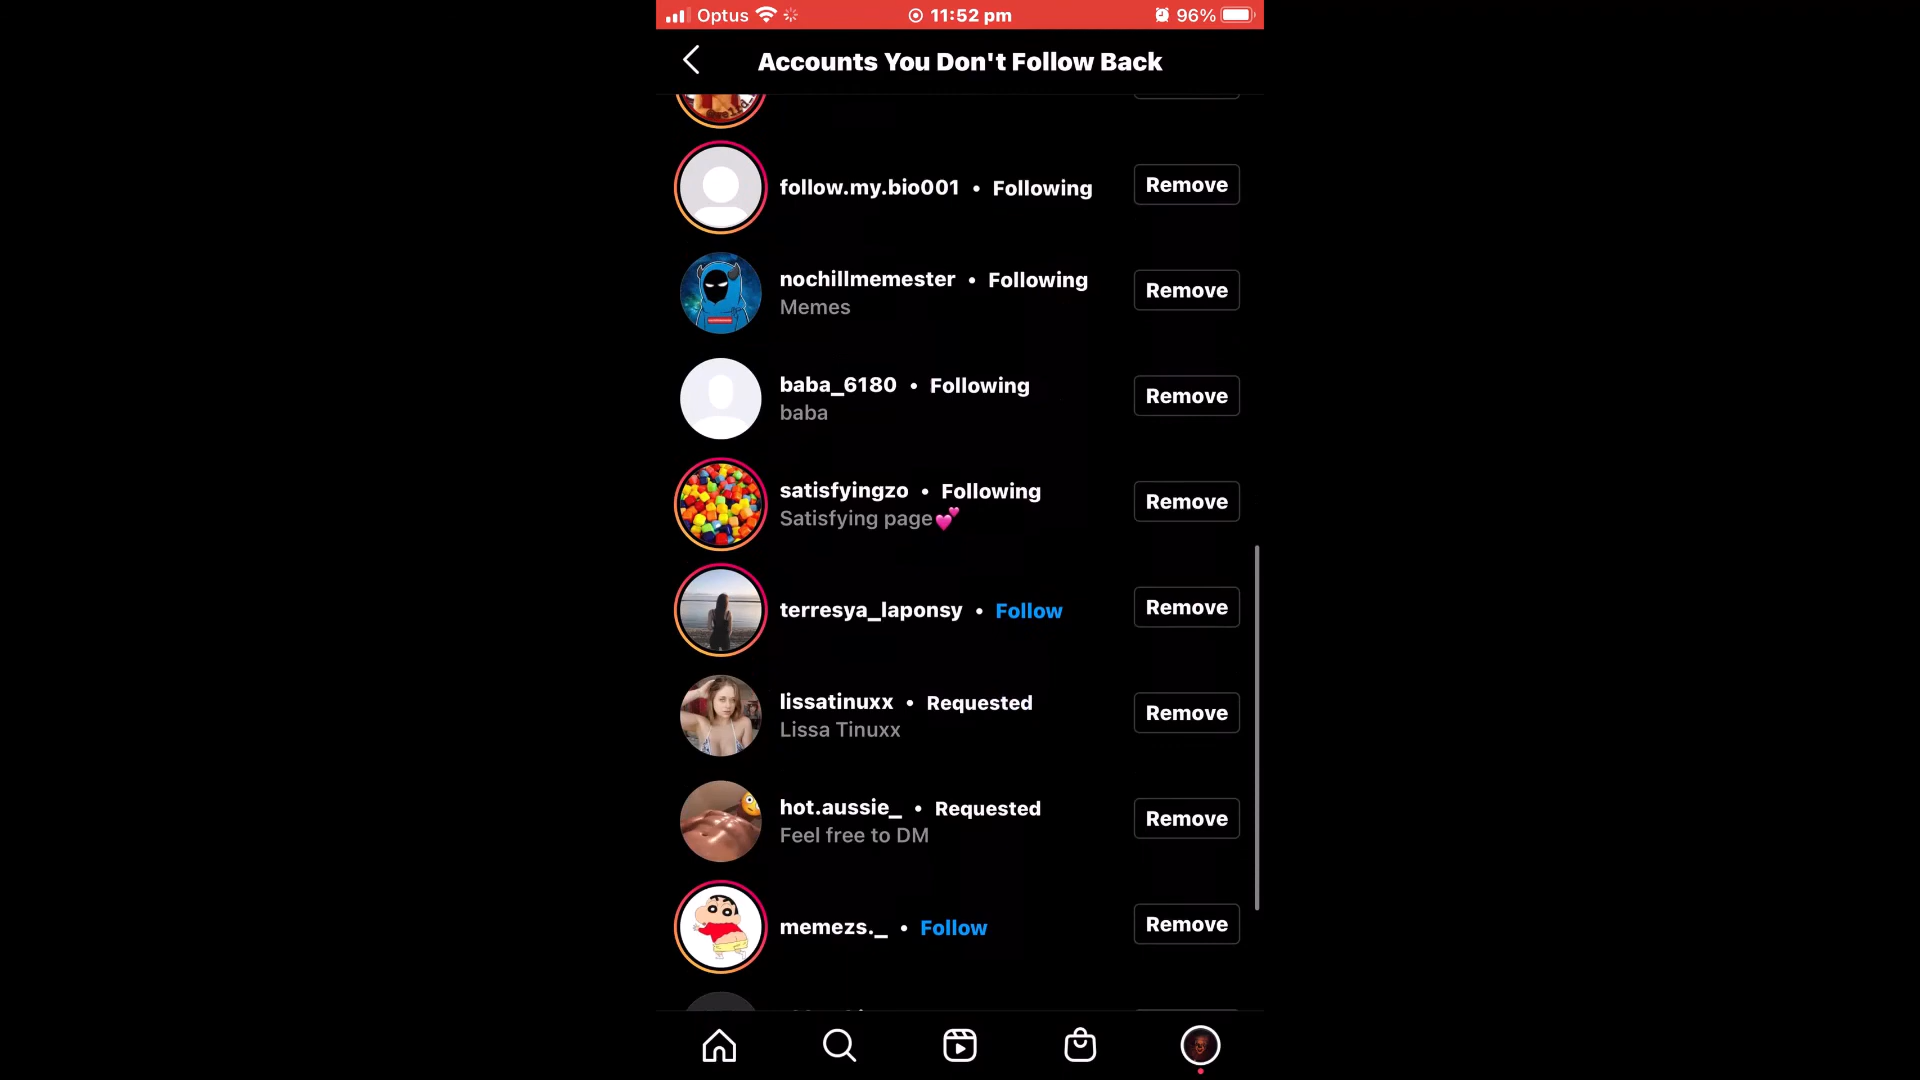 Optus 11:52 pm 96%
Accounts You Don't Follow Back
follow.my.bio001 • Following Remove
nochillmemester • Following Remove
Memes
baba_6180 • Following Remove
baba
satisfyingzo • Following Remove
Satisfying page💕
terresya_laponsy • Follow Remove
lissatinuxx • Requested Remove
Lissa Tinuxx
hot.aussie_ • Requested Remove
Feel free to DM
memezs._ • Follow Remove